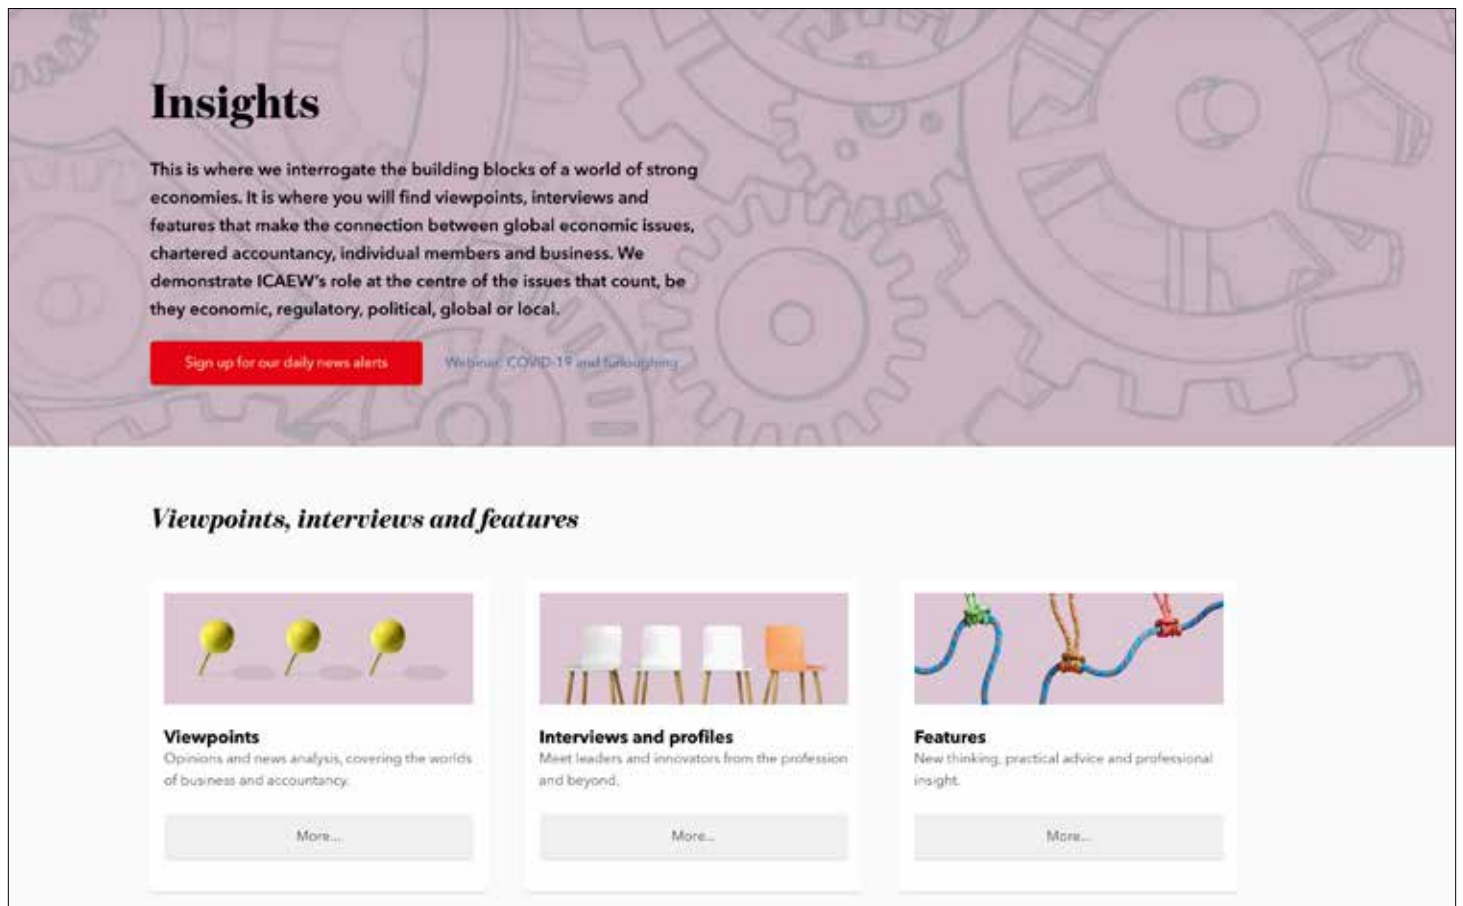 Insights
This is where we interrogate the building blocks of a world of strong
economies. It is where you will find viewpoints, interviews and
features that make the connection between global economic issues,
chartered accountancy, individual members and business. We
demonstrate ICAEW's role at the centre of the issues that count, be
they economic, regulatory, political, global or local.
Sign up for our daily news alerts
Webinar: COVID-19 and furloughing
Viewpoints, interviews and features
Viewpoints
Opinions and news analysis, covering the worlds
of business and accountancy.
More...
Interviews and profiles
Meet leaders and innovators from the profession
and beyond.
More...
Features
New thinking, practical advice and professional
insight.
More...